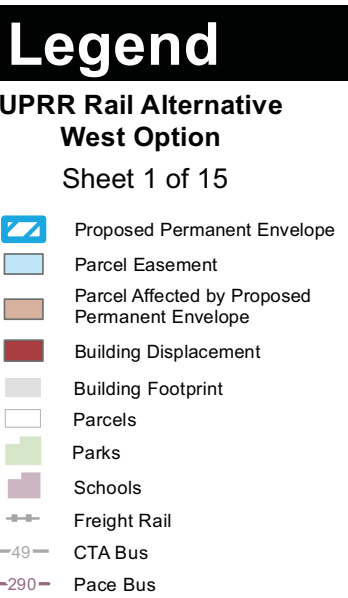 Legend
UPRR Rail Alternative
West Option
Sheet 1 of 15
Proposed Permanent Envelope
Parcel Easement
Parcel Affected by Proposed
Permanent Envelope
Building Displacement
Building Footprint
Parcels
Parks
Schools
Freight Rail
49 CTA Bus
290 Pace Bus